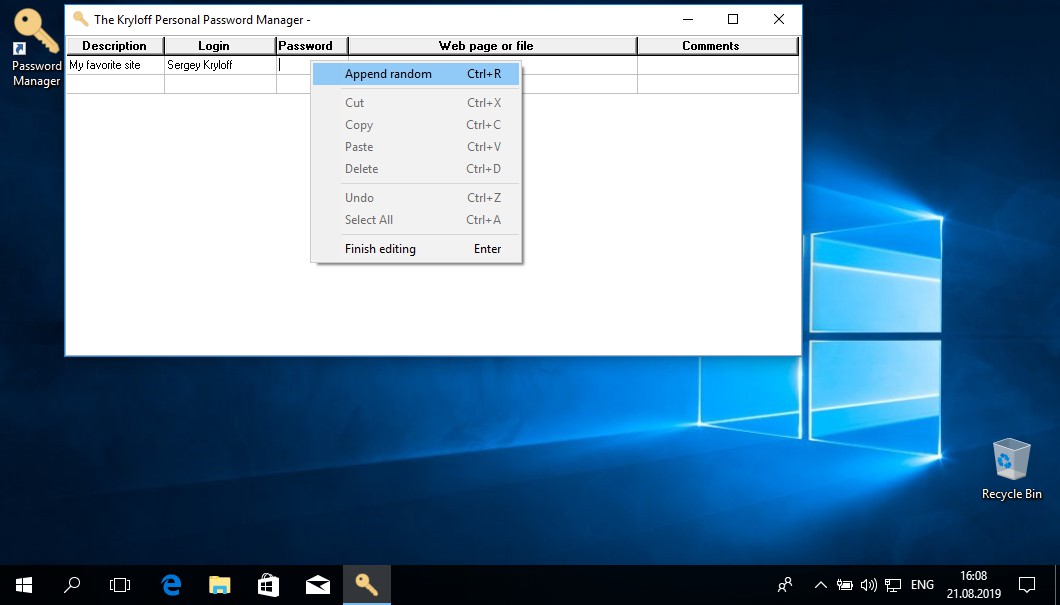 The Kryloff Personal Password Manager -
Description Login Password Web page or file Comments
My favorite site Sergey Kryloff
Append random Ctrl+R
Cut Ctrl+X
Copy Ctrl+C
Paste Ctrl+V
Delete Ctrl+D
Undo Ctrl+Z
Select All Ctrl+A
Finish editing Enter
Password
Manager
Recycle Bin
ENG
16:08
21.08.2019